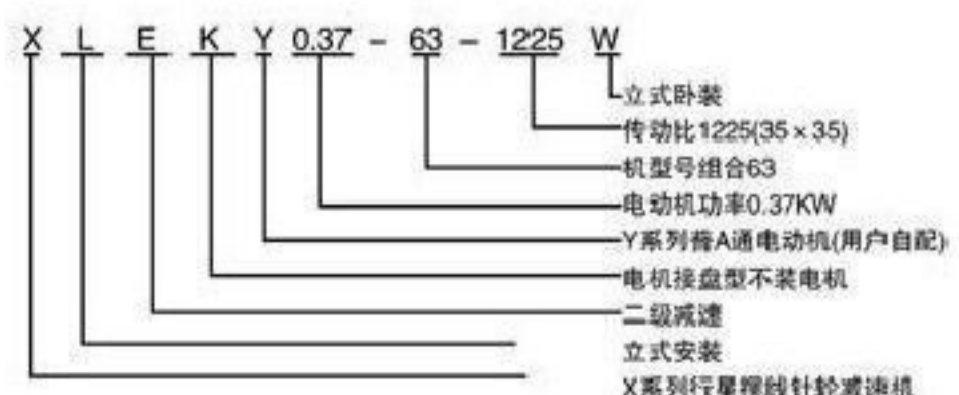 X L E K Y 0.37 - 63 - 1225 W
立式卧装
传动比1225(35×35)
机型号组合63
电动机功率0.37KW
Y系列普A通电动机(用户自配)
电机接盘型不装电机
二级减速
立式安装
X系列行星摆线针轮减速机